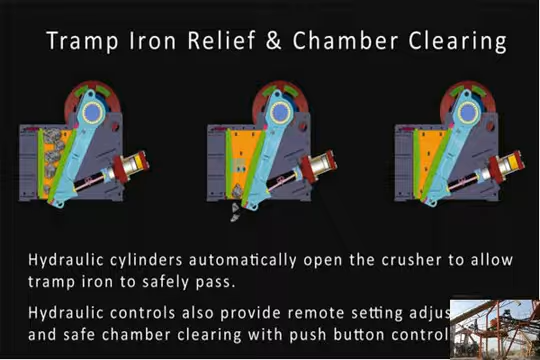 Tramp Iron Relief & Chamber Clearing
Hydraulic cylinders automatically open the crusher to allow
tramp iron to safely pass.
Hydraulic controls also provide remote setting
and safe chamber clearing with push button control